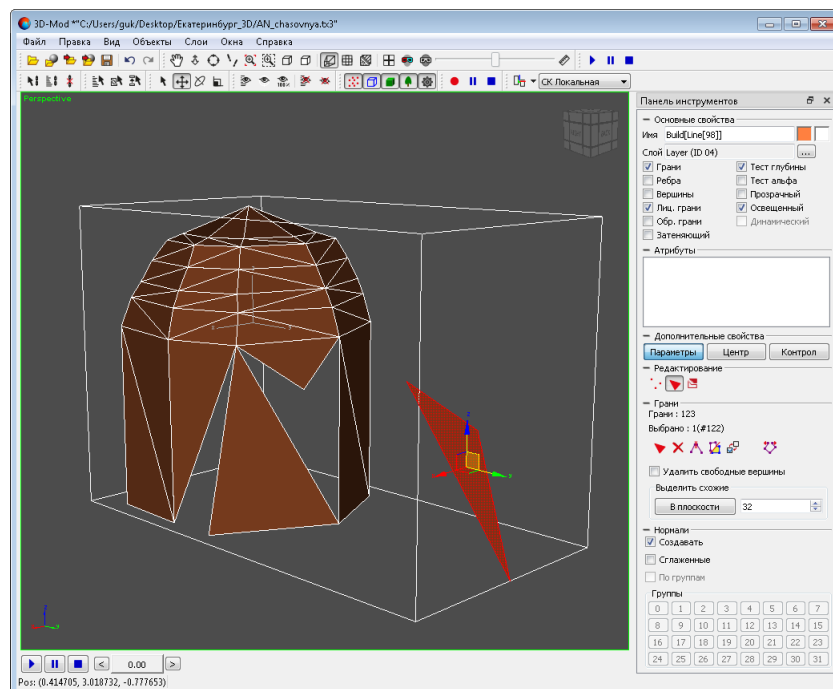 3D-Mod *"C:/Users/guk/Desktop/Екатеринбург_3D/AN_chasovnya.tx3"
Файл Правка Вид Объекты Слои Окна Справка
СК Локальная
Perspective
Панель инструментов
Основные свойства
Имя Build[Line[98]]
Слой Layer (ID 04) ...
Грани Тест глубины
Ребра Тест альфа
Вершины Прозрачный
Лиц. грани Освещенный
Обр. грани Динамический
Затеняющий
Атрибуты
Дополнительные свойства
Параметры Центр Контрол
Редактирование
Грани
Грани : 123
Выбрано : 1(#122)
Удалить свободные вершины
Выделить схожие
В плоскости 32
Нормали
Создавать
Сглаженные
По группам
Группы
0 1 2 3 4 5 6 7
8 9 10 11 12 13 14 15
16 17 18 19 20 21 22 23
24 25 26 27 28 29 30 31
< 0.00 >
Pos: (0.414705, 3.018732, -0.777653)